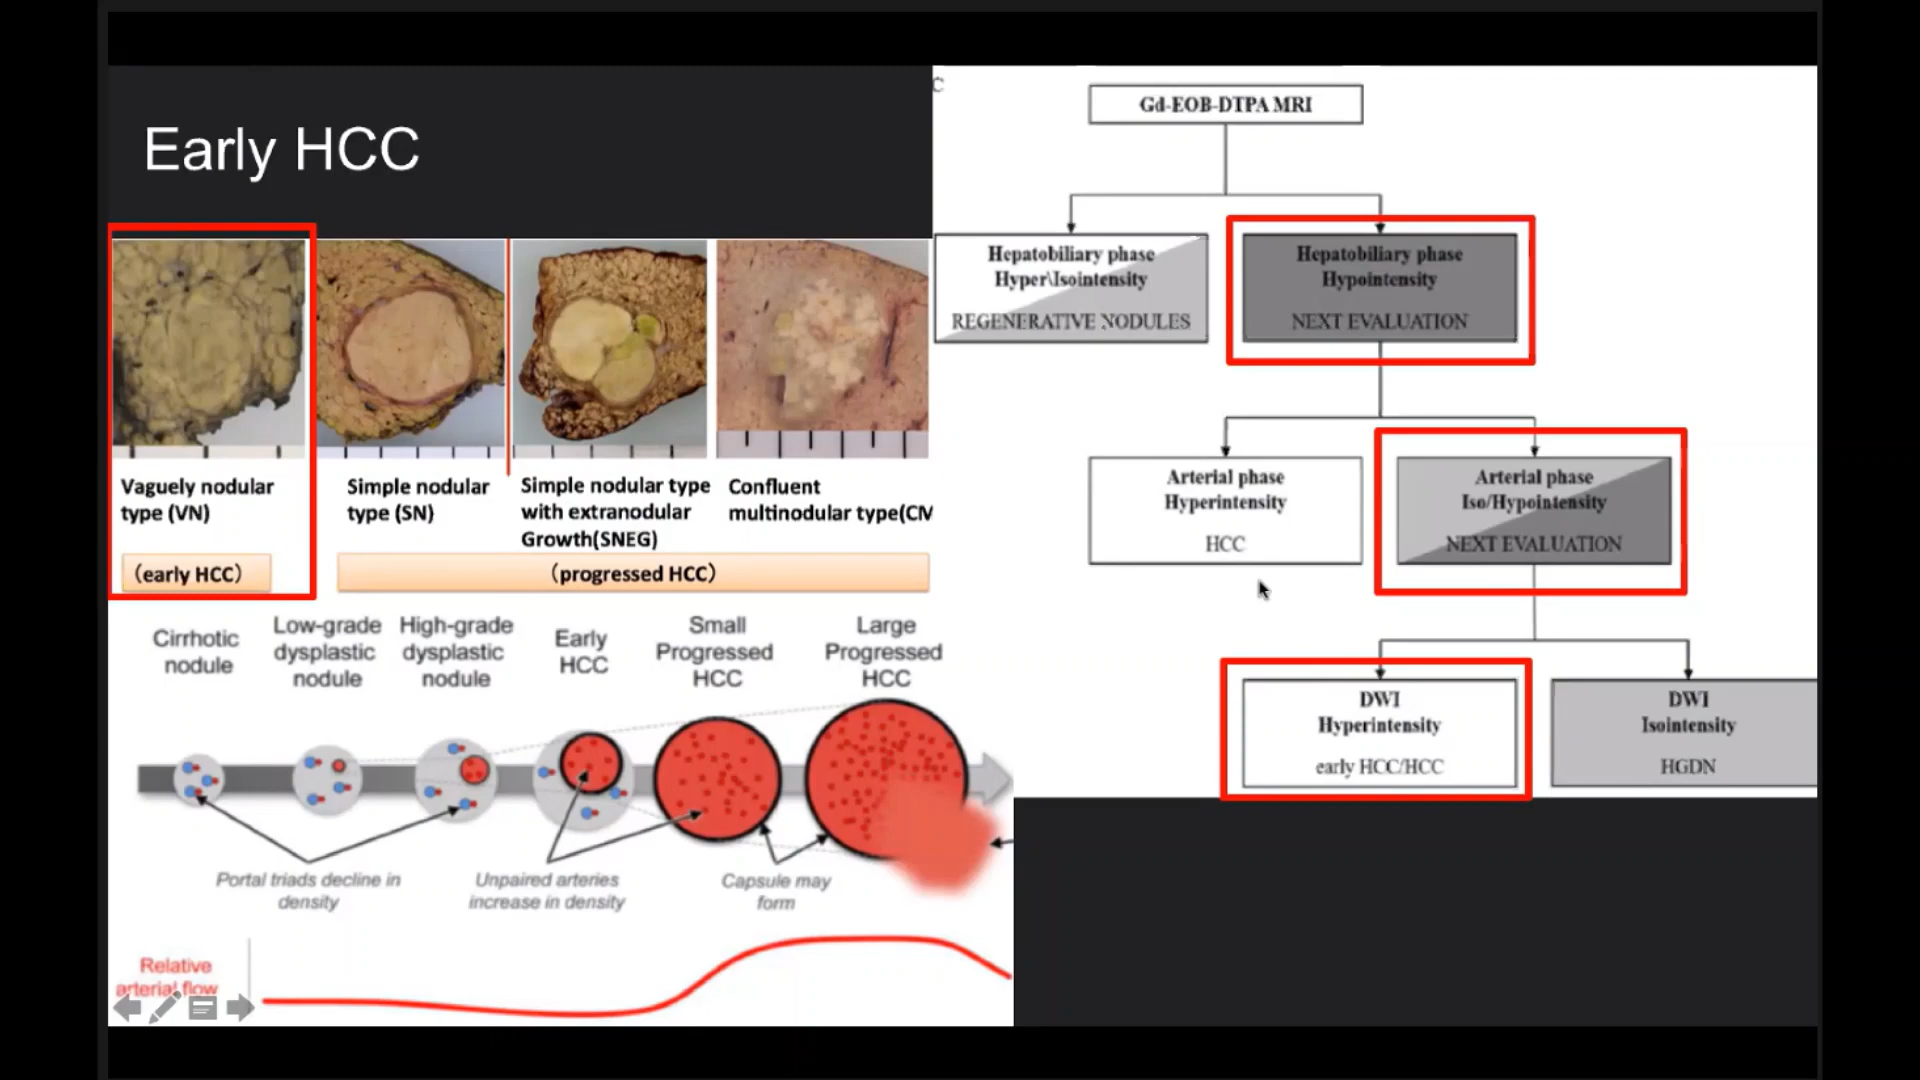 Early HCC
Vaguely nodular
type (VN)
(early HCC)
Simple nodular
type (SN)
Simple nodular type
with extranodular
Growth(SNEG)
Confluent
multinodular type(CM
(progressed HCC)
Cirrhotic
nodule
Low-grade
dysplastic
nodule
High-grade
dysplastic
nodule
Early
HCC
Small
Progressed
HCC
Large
Progressed
HCC
Portal triads decline in
density
Unpaired arteries
increase in density
Capsule may
form
Relative
arterial flow
C
Gd-EOB-DTPA MRI
Hepatobiliary phase
Hyper\Isointensity
REGENERATIVE NODULES
Hepatobiliary phase
Hypointensity
NEXT EVALUATION
Arterial phase
Hyperintensity
HCC
Arterial phase
Iso/Hypointensity
NEXT EVALUATION
DWI
Hyperintensity
early HCC/HCC
DWI
Isointensity
HGDN